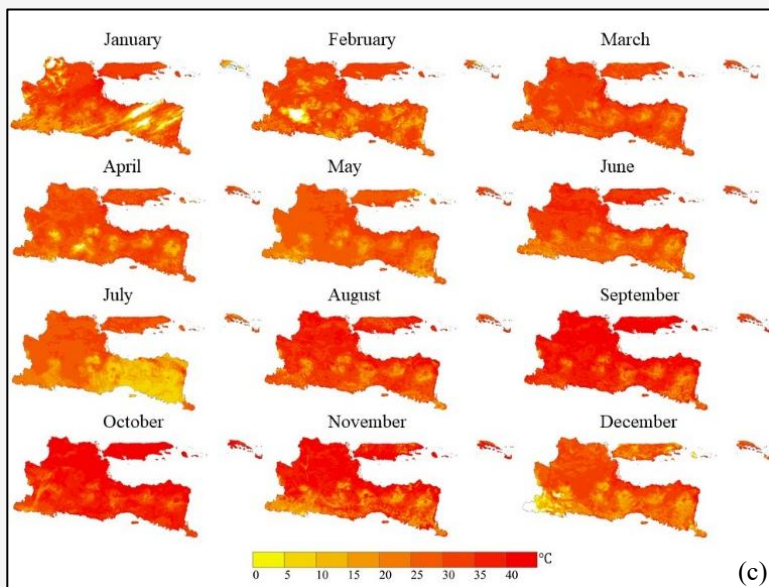 January February March
April May June
July August September
October November December
°C
0 5 10 15 20 25 30 35 40
(c)